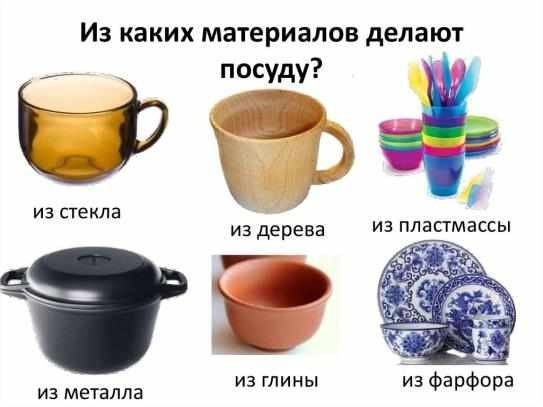 Из каких материалов делают
посуду?
из стекла
из дерева
из пластмассы
из металла
из глины
из фарфора